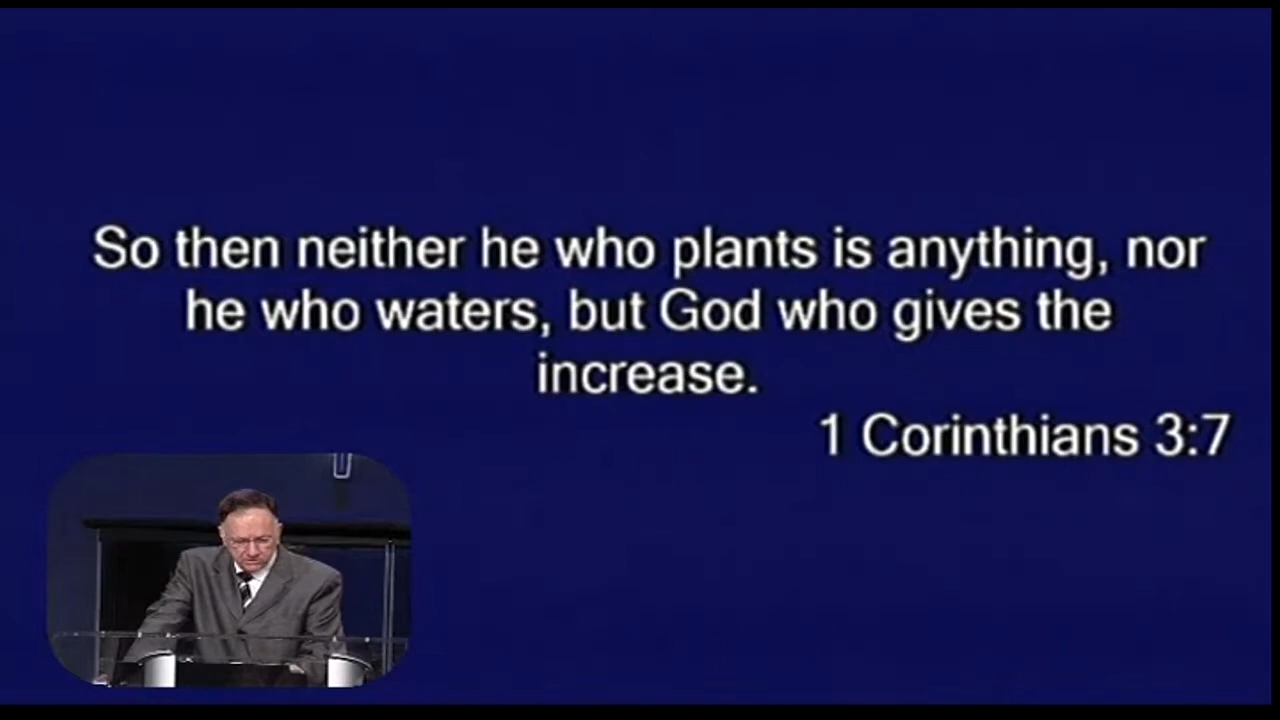 So then neither he who plants is anything, nor
he who waters, but God who gives the
increase.
1 Corinthians 3:7